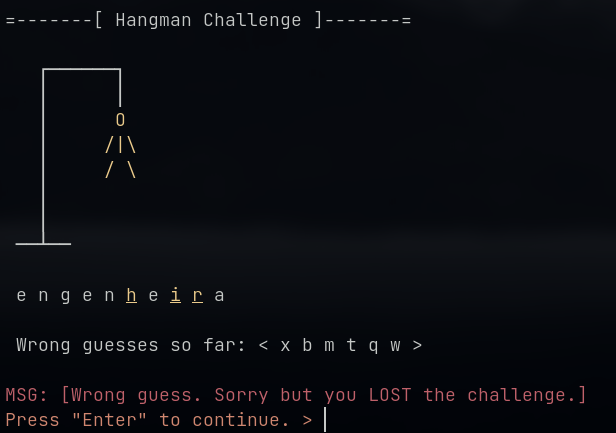 =-------[ Hangman Challenge ]-------=
O
/|\
/ \
e n g e n h e i r a
Wrong guesses so far: < x b m t q w >
MSG: [Wrong guess. Sorry but you LOST the challenge.]
Press "Enter" to continue. >